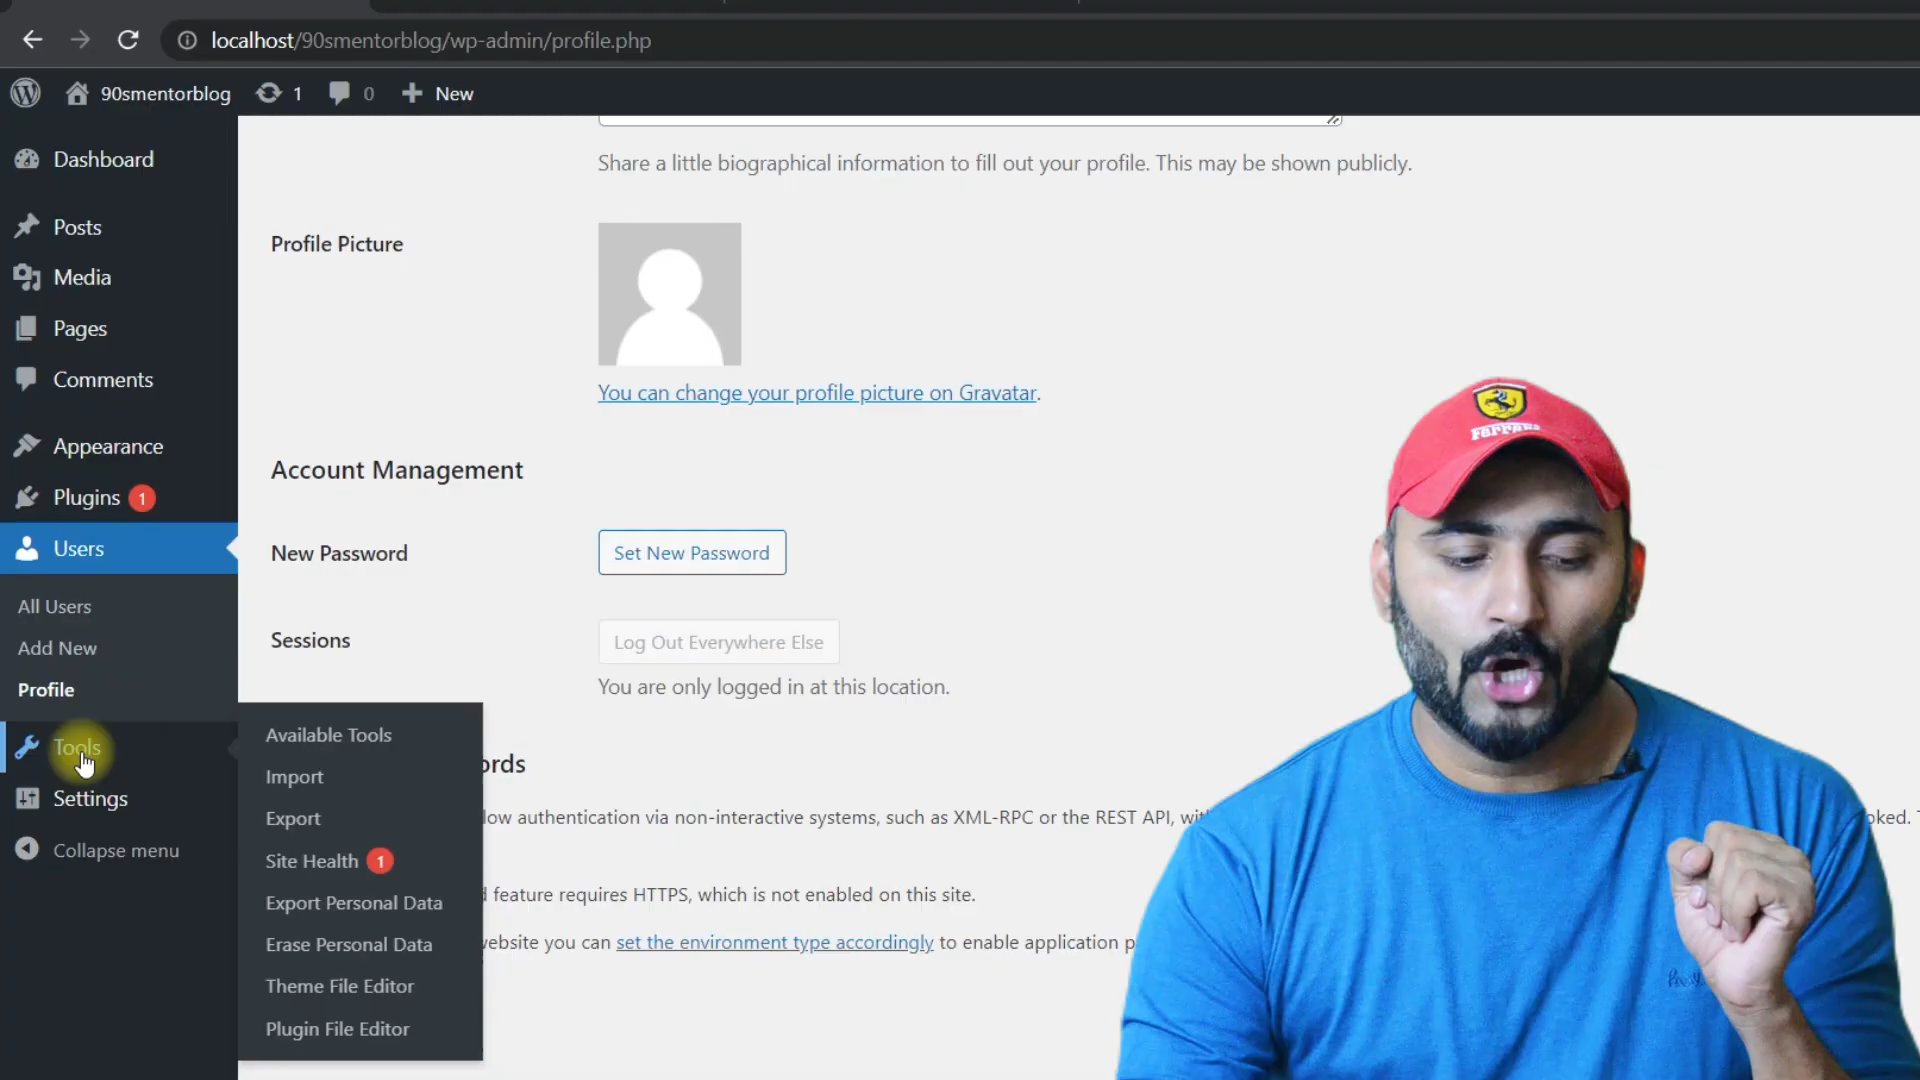 localhost/90smentorblog/wp-admin/profile.php
90smentorblog 1 0 New
Dashboard
Posts
Media
Pages
Comments
Appearance
Plugins 1
Users
All Users
Add New
Profile
Tools
Settings
Collapse menu
Available Tools
Import
Export
Site Health 1
Export Personal Data
Erase Personal Data
Theme File Editor
Plugin File Editor
Share a little biographical information to fill out your profile. This may be shown publicly.
Profile Picture
You can change your profile picture on Gravatar.
Account Management
New Password
Set New Password
Sessions
Log Out Everywhere Else
You are only logged in at this location.
ords
low authentication via non-interactive systems, such as XML-RPC or the REST API, wit
oked.
feature requires HTTPS, which is not enabled on this site.
website you can set the environment type accordingly to enable application p
Ferrari